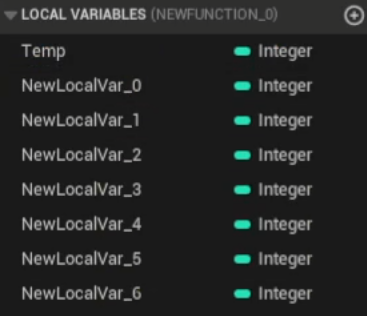 LOCAL VARIABLES (NEWFUNCTION_0)
Temp Integer
NewLocalVar_0 Integer
NewLocalVar_1 Integer
NewLocalVar_2 Integer
NewLocalVar_3 Integer
NewLocalVar_4 Integer
NewLocalVar_5 Integer
NewLocalVar_6 Integer